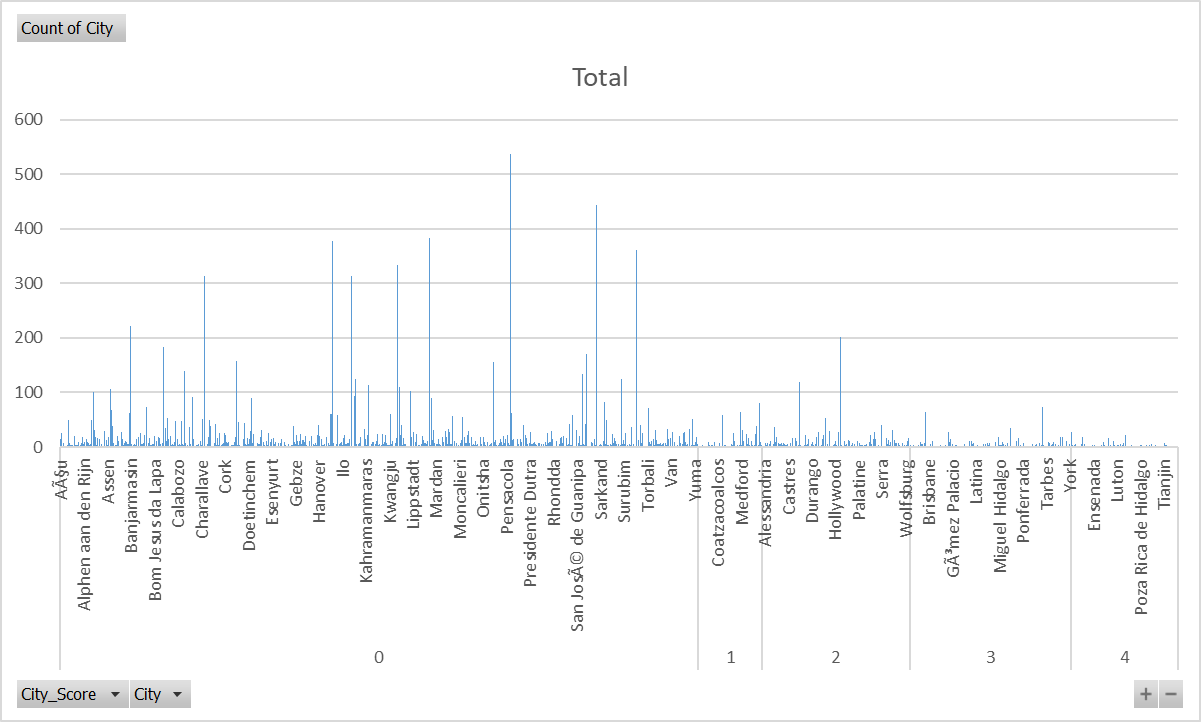 Count of City
Total
600
500
400
300
200
100
0
ÃÃ§u
Alphen aan den Rijn
Assen
Banjarmasin
Bom Jesus da Lapa
Calabozo
Charallave
Cork
Doetinchem
Esenyurt
Gebze
Hanover
Ilo
Kahramanmaras
Kwangju
Lippstadt
Mardan
Moncalieri
Onitsha
Pensacola
Presidente Dutra
Rhondda
San JosÃ© de Guanipa
Sarkand
Surubim
Torbali
Van
Yuma
Coatzacoalcos
Medford
Alessandria
Castres
Durango
Hollywood
Palatine
Serra
Wolfsburg
Brisbane
GÃ³mez Palacio
Latina
Miguel Hidalgo
Ponferrada
Tarbes
York
Ensenada
Luton
Poza Rica de Hidalgo
Tianjin
0 1 2 3 4
City_Score City